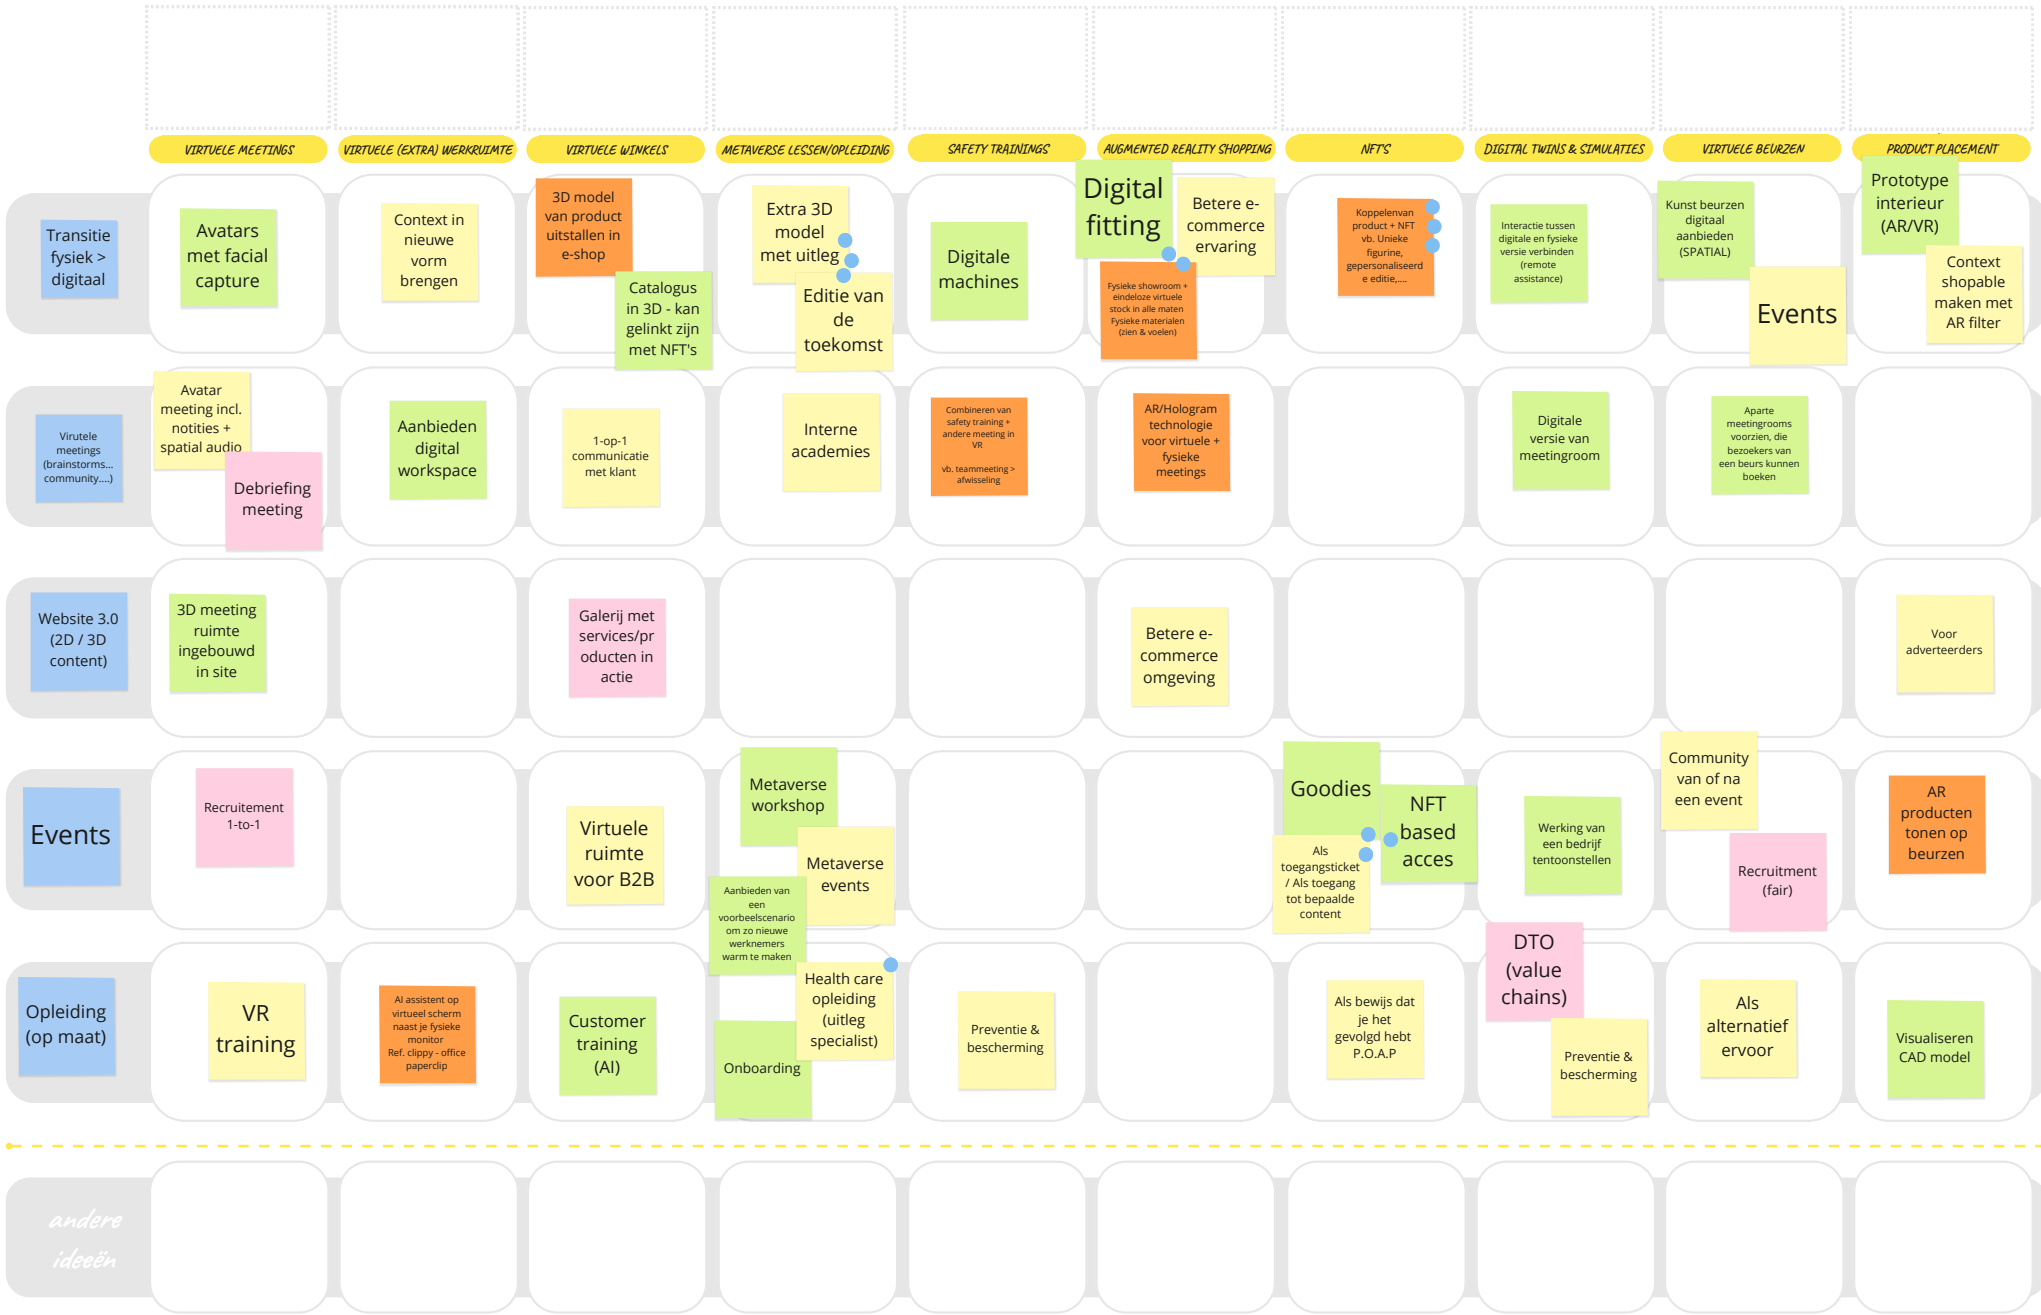 VIRTUELE MEETINGS
VIRTUELE (EXTRA) WERKRUIMTE
VIRTUELE WINKELS
METAVERSE LESSEN/OPLEIDING
SAFETY TRAININGS
AUGMENTED REALITY SHOPPING
NFT'S
DIGITAL TWINS & SIMULATIES
VIRTUELE BEURZEN
PRODUCT PLACEMENT
Transitie
fysiek >
digitaal
Avatars
met facial
capture
Context in
nieuwe
vorm
brengen
3D model
van product
uitstallen in
e-shop
Catalogus
in 3D - kan
gelinkt zijn
met NFT's
Extra 3D
model
met uitleg
Editie van
de
toekomst
Digitale
machines
Digital
fitting
Betere e-
commerce
ervaring
Fysieke showroom +
eindeloze virtuele
stock in alle maten
Fysieke materialen
(zien & voelen)
Koppelenvan
product + NFT
vb. Unieke
figurine,
gepersonaliseerd
e editie,....
Interactie tussen
digitale en fysieke
versie verbinden
(remote
assistance)
Kunst beurzen
digitaal
aanbieden
(SPATIAL)
Events
Prototype
interieur
(AR/VR)
Context
shopable
maken met
AR filter
Virutele
meetings
(brainstorms...
community....)
Avatar
meeting incl.
notities +
spatial audio
Debriefing
meeting
Aanbieden
digital
workspace
1-op-1
communicatie
met klant
Interne
academies
Combineren van
safety training +
andere meeting in
VR
vb. teammeeting >
afwisseling
AR/Hologram
technologie
voor virtuele +
fysieke
meetings
Digitale
versie van
meetingroom
Aparte
meetingrooms
voorzien, die
bezoekers van
een beurs kunnen
boeken
Website 3.0
(2D / 3D
content)
3D meeting
ruimte
ingebouwd
in site
Galerij met
services/pr
oducten in
actie
Betere e-
commerce
omgeving
Voor
adverteerders
Events
Recruitement
1-to-1
Virtuele
ruimte
voor B2B
Metaverse
workshop
Metaverse
events
Aanbieden van
een
voorbeelscenario
om zo nieuwe
werknemers
warm te maken
Goodies
NFT
based
acces
Als
toegangsticket
/ Als toegang
tot bepaalde
content
Werking van
een bedrijf
tentoonstellen
Community
van of na
een event
Recruitment
(fair)
AR
producten
tonen op
beurzen
Opleiding
(op maat)
VR
training
AI assistent op
virtueel scherm
naast je fysieke
monitor
Ref. clippy - office
paperclip
Customer
training
(AI)
Health care
opleiding
(uitleg
specialist)
Onboarding
Preventie &
bescherming
Als bewijs dat
je het
gevolgd hebt
P.O.A.P
DTO
(value
chains)
Preventie &
bescherming
Als
alternatief
ervoor
Visualiseren
CAD model
andere
ideeën